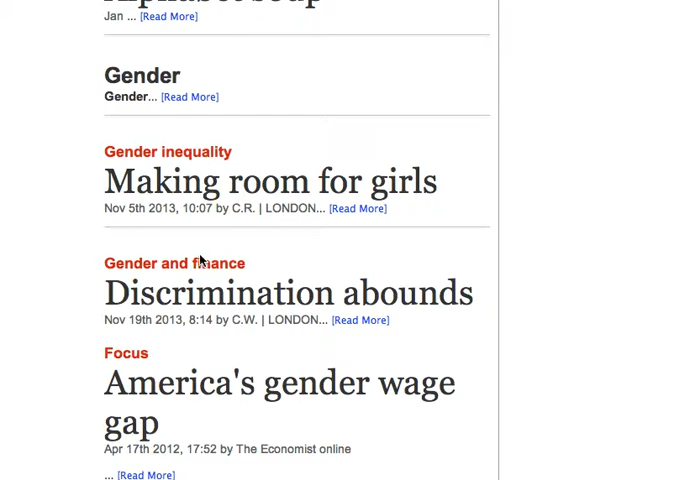 Alphabet soup
Jan ... [Read More]
Gender
Gender... [Read More]
Gender inequality
Making room for girls
Nov 5th 2013, 10:07 by C.R. | LONDON... [Read More]
Gender and finance
Discrimination abounds
Nov 19th 2013, 8:14 by C.W. | LONDON... [Read More]
Focus
America's gender wage
gap
Apr 17th 2012, 17:52 by The Economist online
... [Read More]